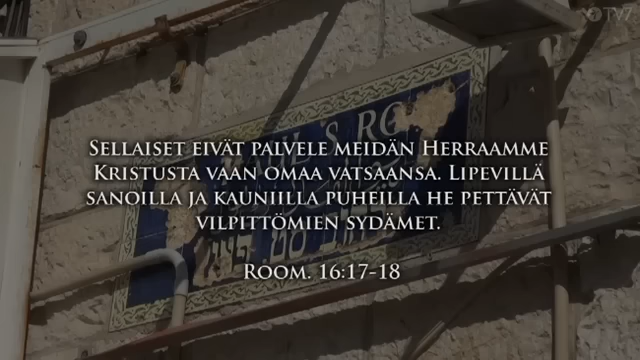 TV7
Sellaiset eivät palvele meidän Herraamme
Kristusta vaan omaa vatsaansa. Lipevillä
sanoilla ja kauniilla puheilla he pettävät
vilpittömien sydämet.
Room. 16:17-18